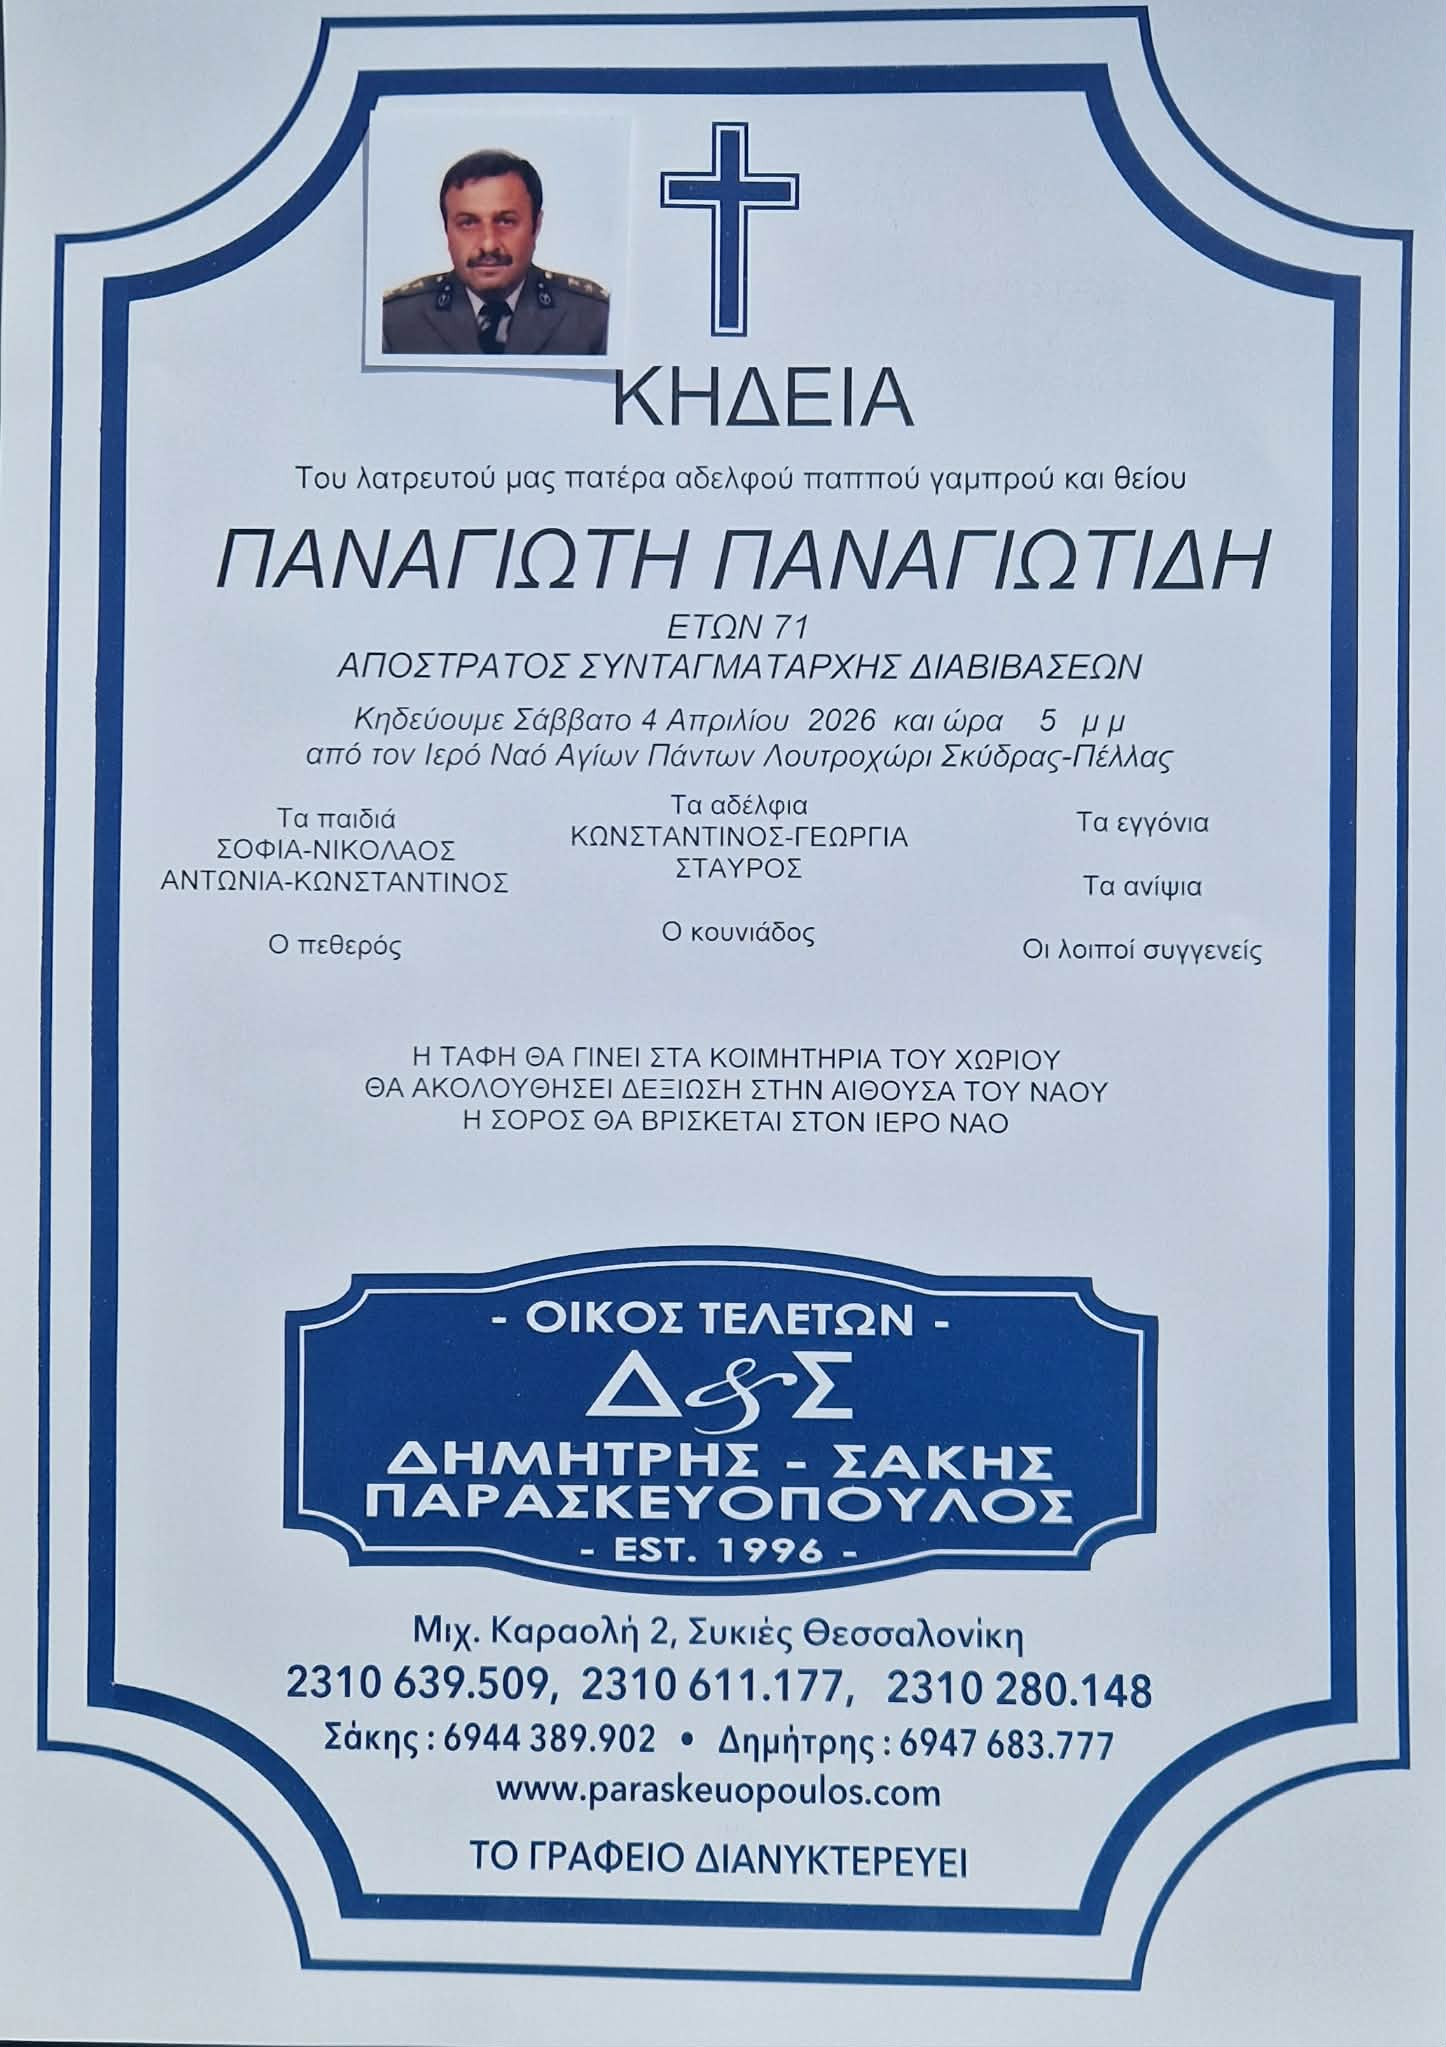 ΚΗΔΕΙΑ
Του λατρευτού μας πατέρα αδελφού παππού γαμπρού και θείου
ΠΑΝΑΓΙΩΤΗ ΠΑΝΑΓΙΩΤΙΔΗ
ΕΤΩΝ 71
ΑΠΟΣΤΡΑΤΟΣ ΣΥΝΤΑΓΜΑΤΑΡΧΗΣ ΔΙΑΒΙΒΑΣΕΩΝ
Κηδεύουμε Σάββατο 4 Απριλίου 2026 και ώρα 5 μ μ
από τον Ιερό Ναό Αγίων Πάντων Λουτροχώρι Σκύδρας-Πέλλας
Τα παιδιά
ΣΟΦΙΑ-ΝΙΚΟΛΑΟΣ
ΑΝΤΩΝΙΑ-ΚΩΝΣΤΑΝΤΙΝΟΣ
Ο πεθερός
Τα αδέλφια
ΚΩΝΣΤΑΝΤΙΝΟΣ-ΓΕΩΡΓΙΑ
ΣΤΑΥΡΟΣ
Ο κουνιάδος
Τα εγγόνια
Τα ανίψια
Οι λοιποί συγγενείς
Η ΤΑΦΗ ΘΑ ΓΙΝΕΙ ΣΤΑ ΚΟΙΜΗΤΗΡΙΑ ΤΟΥ ΧΩΡΙΟΥ
ΘΑ ΑΚΟΛΟΥΘΗΣΕΙ ΔΕΞΙΩΣΗ ΣΤΗΝ ΑΙΘΟΥΣΑ ΤΟΥ ΝΑΟΥ
Η ΣΟΡΟΣ ΘΑ ΒΡΙΣΚΕΤΑΙ ΣΤΟΝ ΙΕΡΟ ΝΑΟ
- ΟΙΚΟΣ ΤΕΛΕΤΩΝ -
Δ&Σ
ΔΗΜΗΤΡΗΣ - ΣΑΚΗΣ
ΠΑΡΑΣΚΕΥΟΠΟΥΛΟΣ
- EST. 1996 -
Μιχ. Καραολή 2, Συκιές Θεσσαλονίκη
2310 639.509, 2310 611.177, 2310 280.148
Σάκης : 6944 389.902 • Δημήτρης : 6947 683.777
www.paraskeuopoulos.com
ΤΟ ΓΡΑΦΕΙΟ ΔΙΑΝΥΚΤΕΡΕΥΕΙ